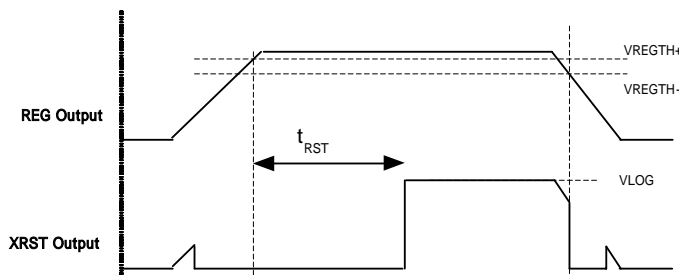 VREGTH+
VREGTH-
REG Output
tRST
VLOG
XRST Output